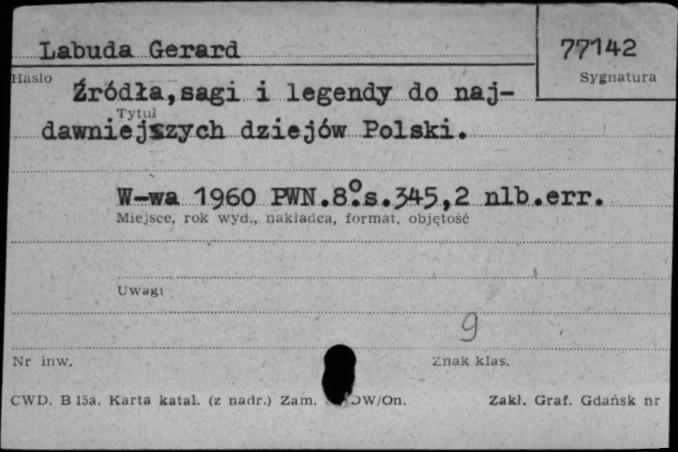 Labuda Gerard
77142
Hasło
Sygnatura
Źródła,sagi i legendy do naj-
Tytuł
dawniejszych dziejów Polski.
W-wa 1960 PWN.8°.s.345,2 nlb.err.
Miejsce, rok wyd., nakładca, format, objętość
Uwagi
9
Nr inw.
Znak klas.
CWD. B 15a. Karta katal. (z nadr.) Zam. OW/On.
Zakł. Graf. Gdańsk nr